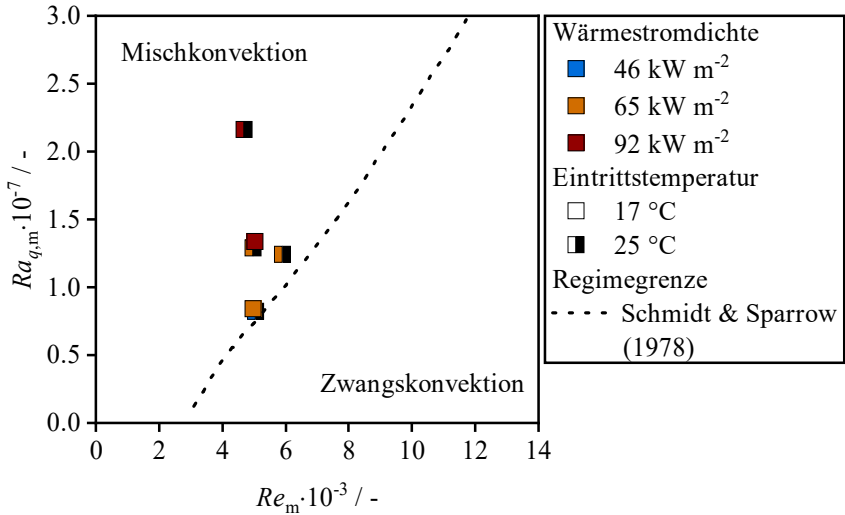 3.0
2.5
2.0
1.5
1.0
0.5
0.0
Ra_{q,m}·10^{-7} / -
Mischkonvektion
Zwangskonvektion
0 2 4 6 8 10 12 14
Re_m·10^{-3} / -
Wärmestromdichte
46 kW m^{-2}
65 kW m^{-2}
92 kW m^{-2}
Eintrittstemperatur
17 °C
25 °C
Regimegrenze
Schmidt & Sparrow
(1978)